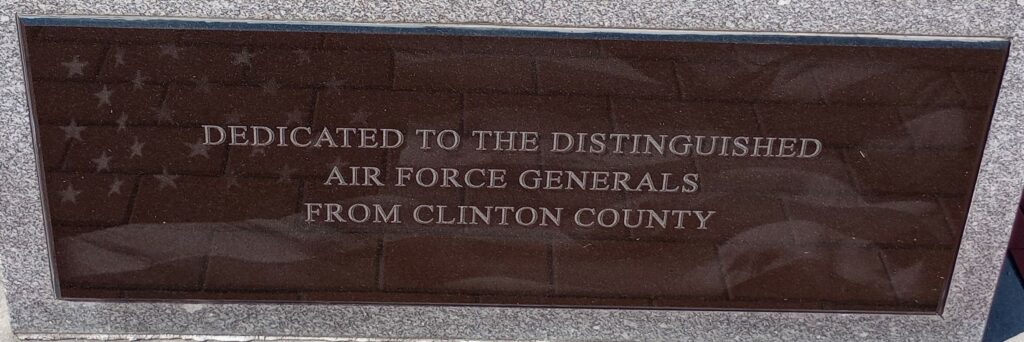 DEDICATED TO THE DISTINGUISHED
AIR FORCE GENERALS
FROM CLINTON COUNTY